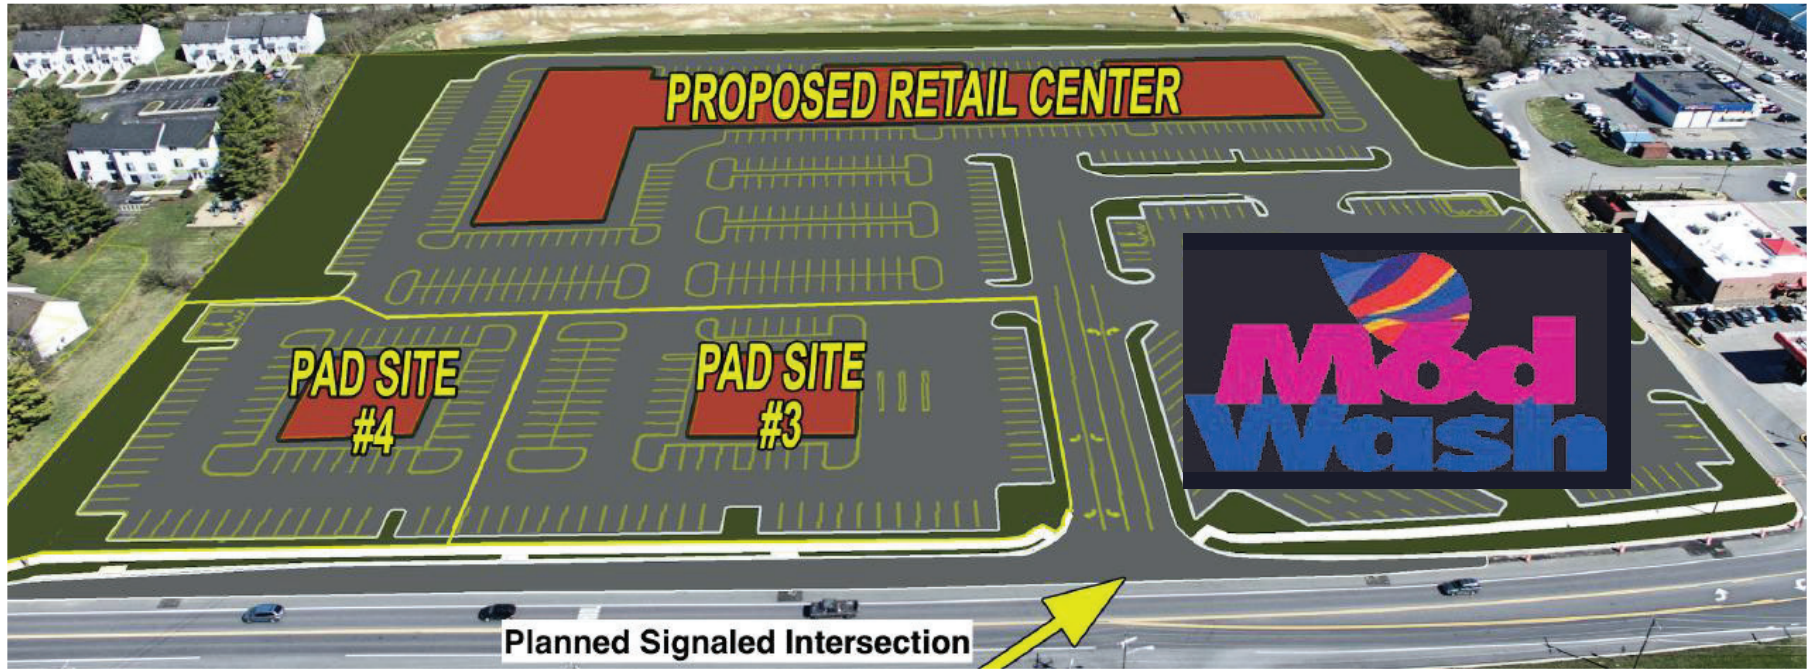 PROPOSED RETAIL CENTER
PAD SITE
#4
PAD SITE
#3
Mod
Wash
Planned Signaled Intersection